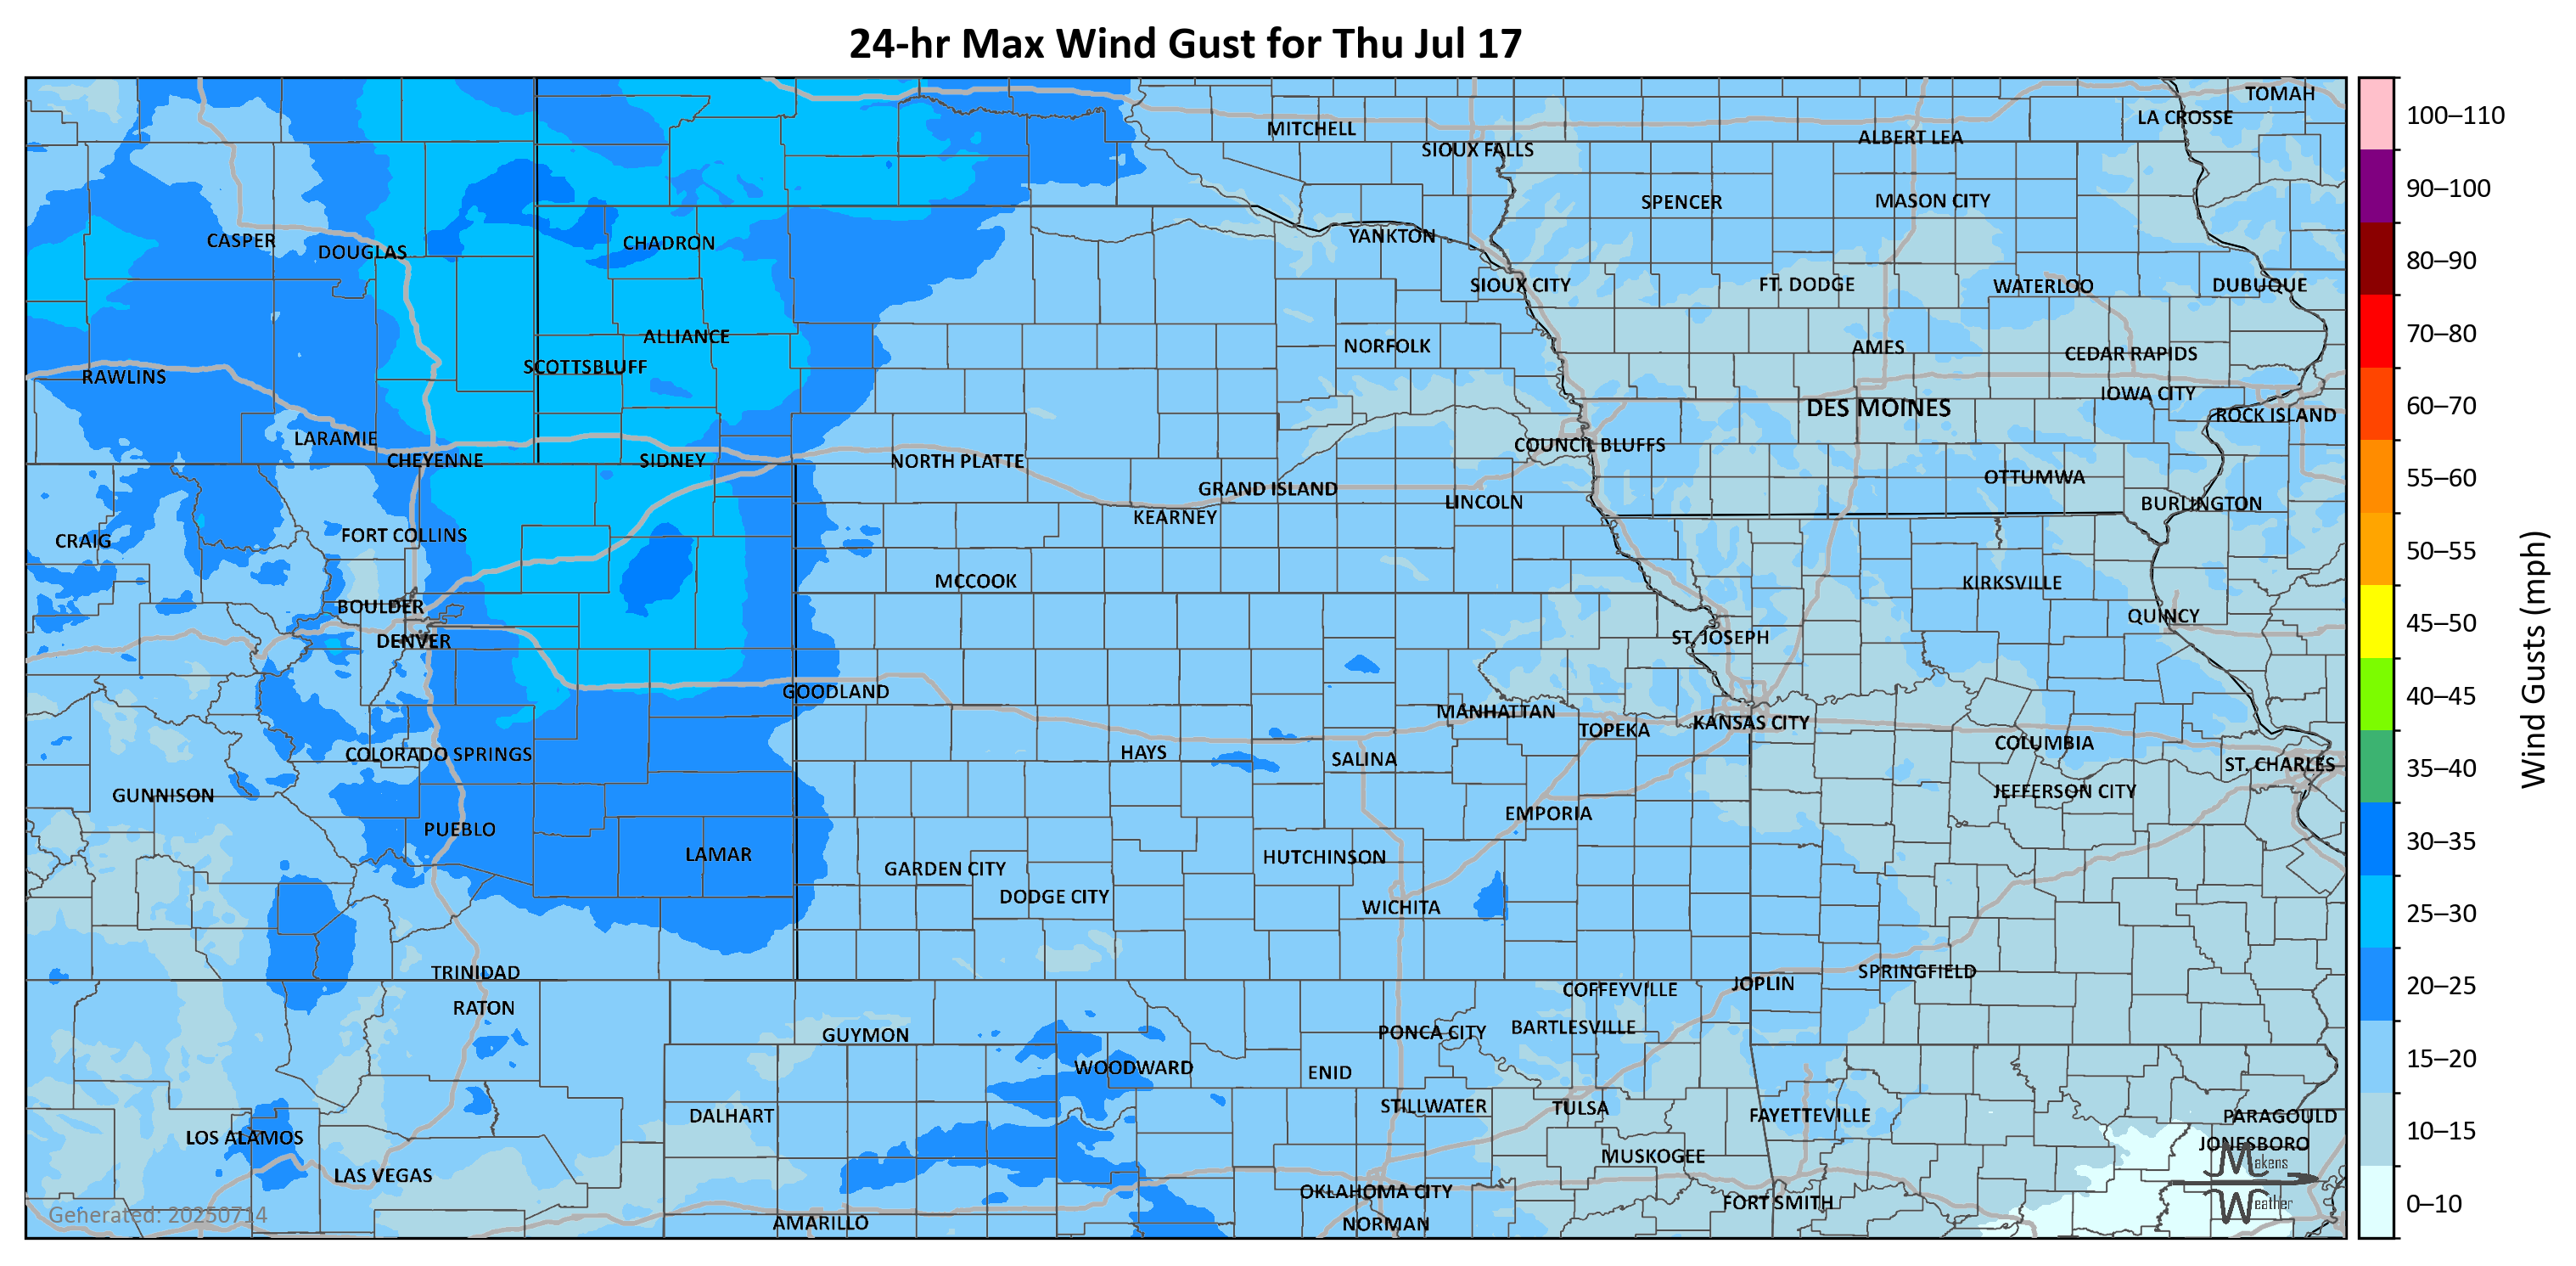 24-hr Max Wind Gust for Thu Jul 17
TOMAH
LA CROSSE
MITCHELL
ALBERT LEA
SIOUX FALLS
SPENCER
MASON CITY
YANKTON
CASPER
CHADRON
DOUGLAS
SIOUX CITY
FT. DODGE
WATERLOO
DUBUQUE
ALLIANCE
NORFOLK
AMES
CEDAR RAPIDS
SCOTTSBLUFF
RAWLINS
IOWA CITY
DES MOINES
ROCK ISLAND
LARAMIE
COUNCIL BLUFFS
CHEYENNE
SIDNEY
NORTH PLATTE
OTTUMWA
GRAND ISLAND
LINCOLN
BURLINGTON
KEARNEY
FORT COLLINS
CRAIG
MCCOOK
KIRKSVILLE
BOULDER
QUINCY
DENVER
ST. JOSEPH
GOODLAND
MANHATTAN
KANSAS CITY
TOPEKA
COLUMBIA
COLORADO SPRINGS
HAYS
SALINA
ST. CHARLES
GUNNISON
JEFFERSON CITY
EMPORIA
PUEBLO
LAMAR
HUTCHINSON
GARDEN CITY
DODGE CITY
WICHITA
TRINIDAD
SPRINGFIELD
JOPLIN
COFFEYVILLE
RATON
BARTLESVILLE
PONCA CITY
GUYMON
WOODWARD
ENID
STILLWATER
TULSA
DALHART
FAYETTEVILLE
PARAGOULD
LOS ALAMOS
JONESBORO
MUSKOGEE
LAS VEGAS
OKLAHOMA CITY
FORT SMITH
AMARILLO
NORMAN
Generated: 20250714
Makens
Weather
100–110
90–100
80–90
70–80
60–70
55–60
50–55
45–50
40–45
35–40
30–35
25–30
20–25
15–20
10–15
0–10
Wind Gusts (mph)